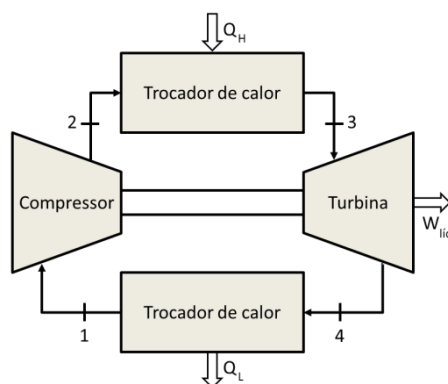 Q_H
Trocador de calor
2
3
Compressor
Turbina
W_líq
Trocador de calor
1
4
Q_L